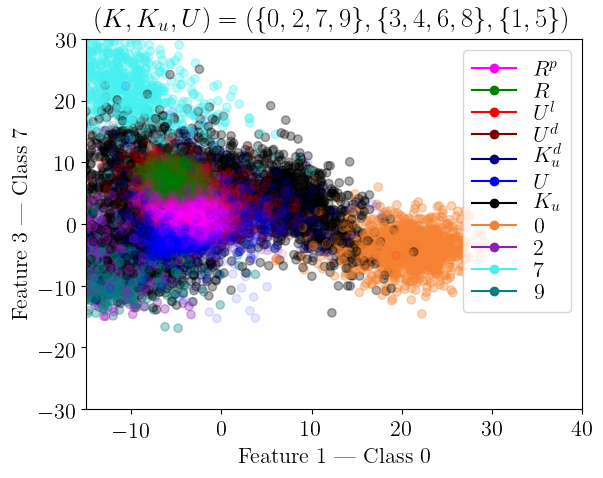 (K, K_u, U) = ({0, 2, 7, 9}, {3, 4, 6, 8}, {1, 5})
30
20
10
0
−10
−20
−30
Feature 3 — Class 7
−10
0
10
20
30
40
Feature 1 — Class 0
R^p
R
U^l
U^d
K_u^d
U
K_u
0
2
7
9